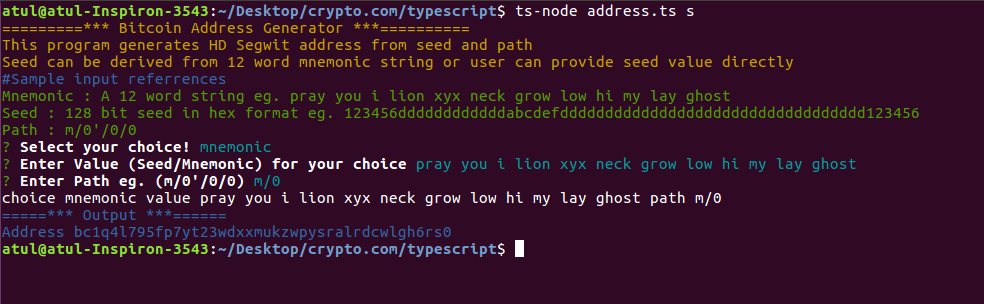 atul@atul-Inspiron-3543:~/Desktop/crypto.com/typescript$ ts-node address.ts s
=========*** Bitcoin Address Generator ***==========
This program generates HD Segwit address from seed and path
Seed can be derived from 12 word mnemonic string or user can provide seed value directly
#Sample input referrences
Mnemonic : A 12 word string eg. pray you i lion xyx neck grow low hi my lay ghost
Seed : 128 bit seed in hex format eg. 123456dddddddddddddabcdefdddddddddddddddddddddddddddddddddddd123456
Path : m/0'/0/0
? Select your choice! mnemonic
? Enter Value (Seed/Mnemonic) for your choice pray you i lion xyx neck grow low hi my lay ghost
? Enter Path eg. (m/0'/0/0) m/0
choice mnemonic value pray you i lion xyx neck grow low hi my lay ghost path m/0
=====*** Output ***======
Address bc1q4l795fp7yt23wdxxmukzwpysralrdcwlgh6rs0
atul@atul-Inspiron-3543:~/Desktop/crypto.com/typescript$